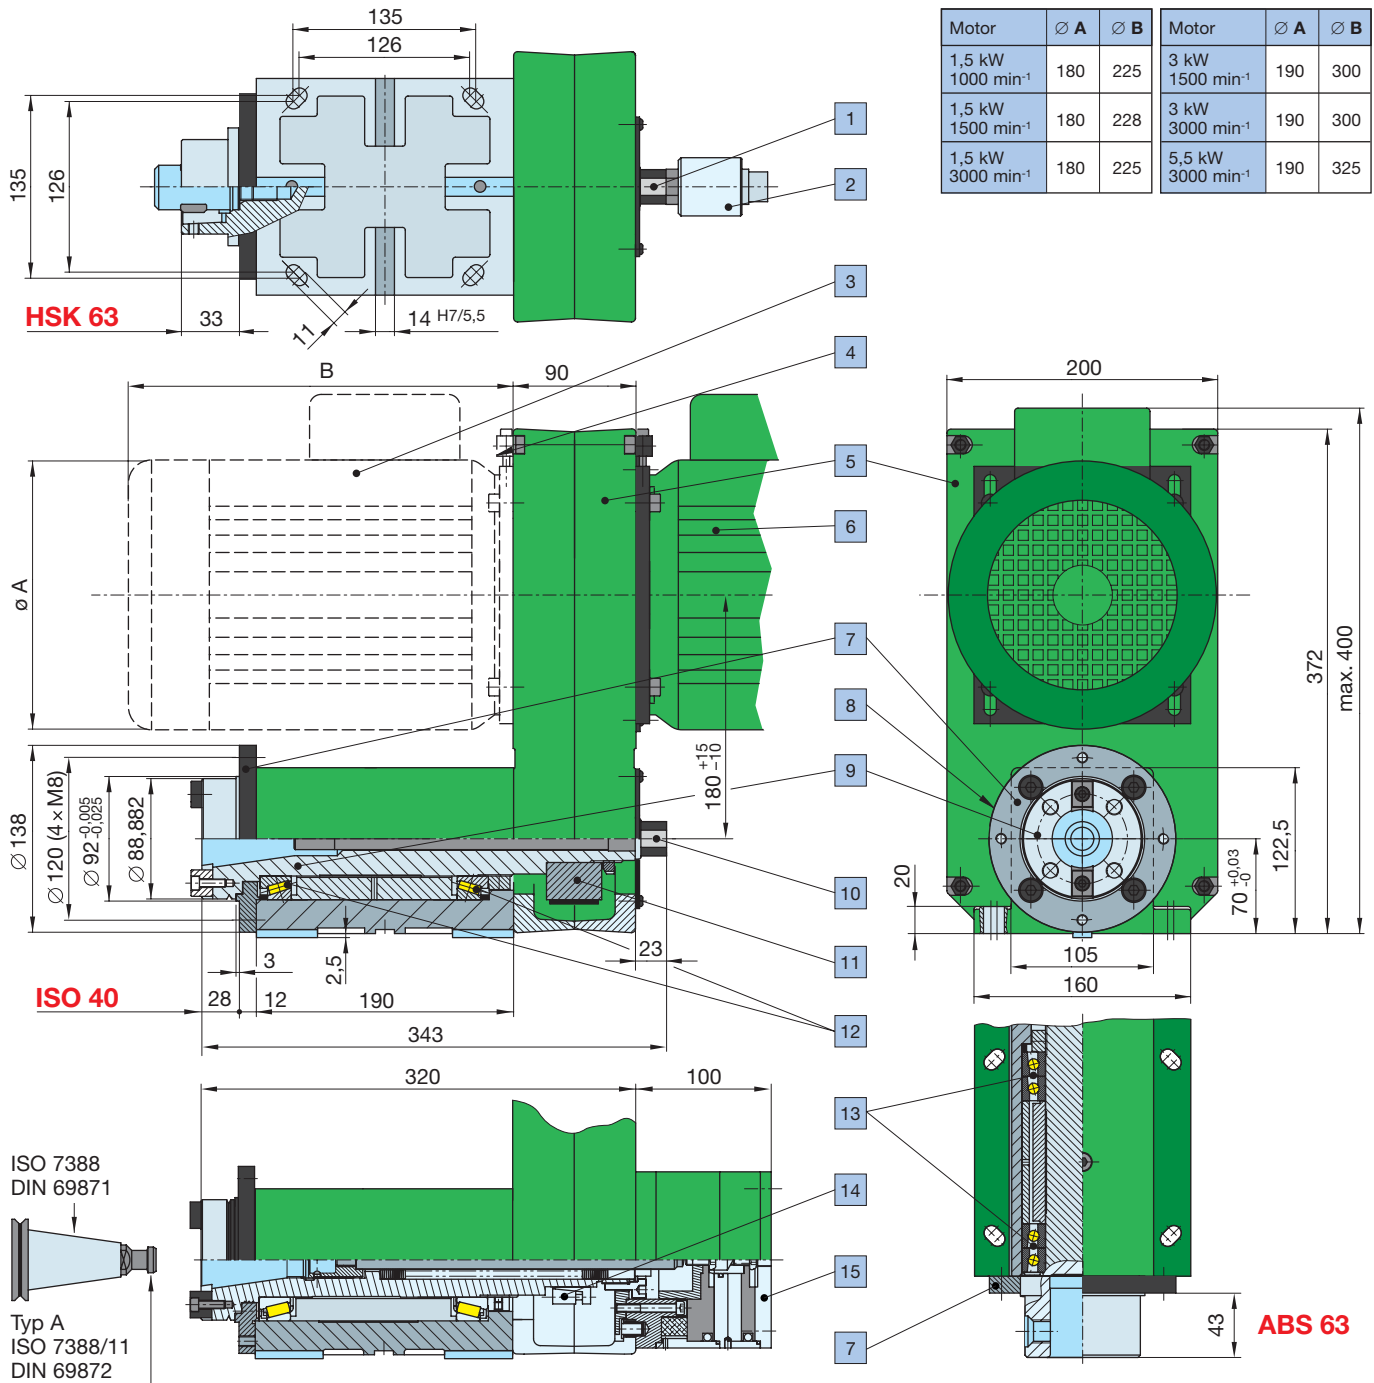 135
126
135
126
HSK 63
33
11
14 H7/5,5
Motor ∅ A ∅ B
1,5 kW
1000 min-1 180 225
1,5 kW
1500 min-1 180 228
1,5 kW
3000 min-1 180 225
Motor ∅ A ∅ B
3 kW
1500 min-1 190 300
3 kW
3000 min-1 190 300
5,5 kW
3000 min-1 190 325
1
2
3
4
5
6
7
8
9
10
11
12
13
14
15
7
B
90
ø A
180 +15 -10
∅ 138
∅ 120 (4×M8)
∅ 92 -0,005 -0,025
∅ 88,882
3
2,5
23
ISO 40
28
12
190
343
200
372
max. 400
122,5
70 +0,03 -0
20
105
160
320
100
ISO 7388
DIN 69871
Typ A
ISO 7388/11
DIN 69872
43
ABS 63